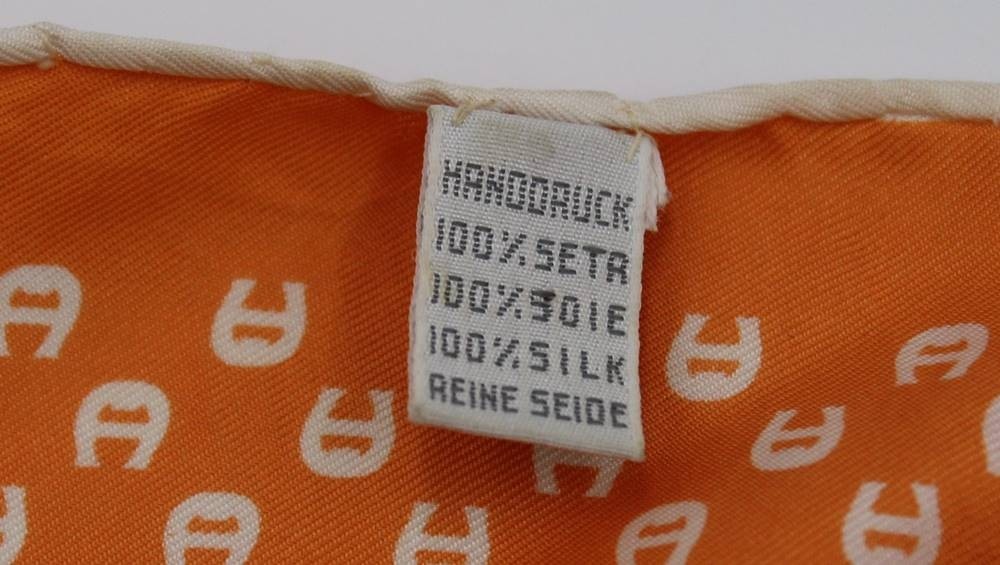 HANDDRUCK
100% SETA
100% SOIE
100% SILK
REINE SEIDE